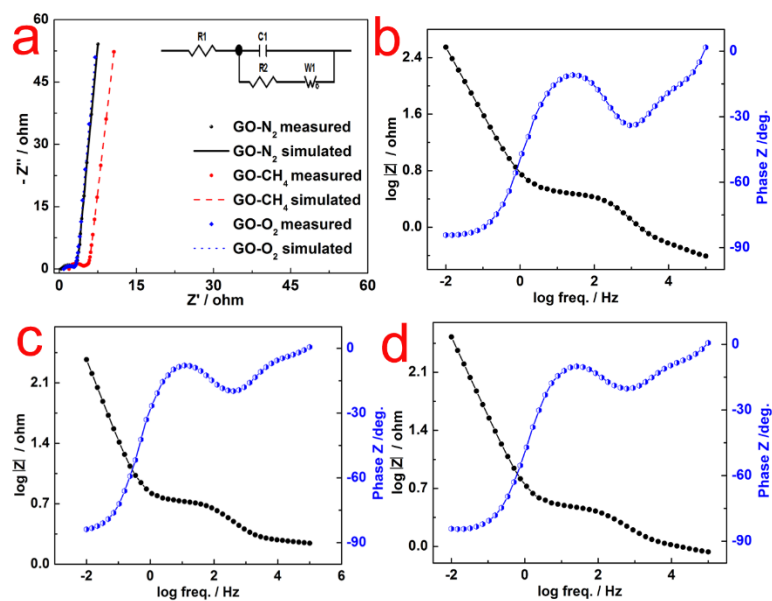 a
- Z'' / ohm
60
45
30
15
0
0 15 30 45 60
Z' / ohm
R1 C1
R2 W1
GO-N₂ measured
GO-N₂ simulated
GO-CH₄ measured
GO-CH₄ simulated
GO-O₂ measured
GO-O₂ simulated
b
log |Z| / ohm
2.4
1.6
0.8
0.0
-2 0 2 4
log freq. / Hz
0
-30
-60
-90
Phase Z /deg.
c
log |Z| / ohm
2.1
1.4
0.7
0.0
-2 0 2 4 6
log freq. / Hz
0
-30
-60
-90
Phase Z /deg.
d
log |Z| / ohm
2.1
1.4
0.7
0.0
-2 0 2 4
log freq. / Hz
0
-30
-60
-90
Phase Z /deg.